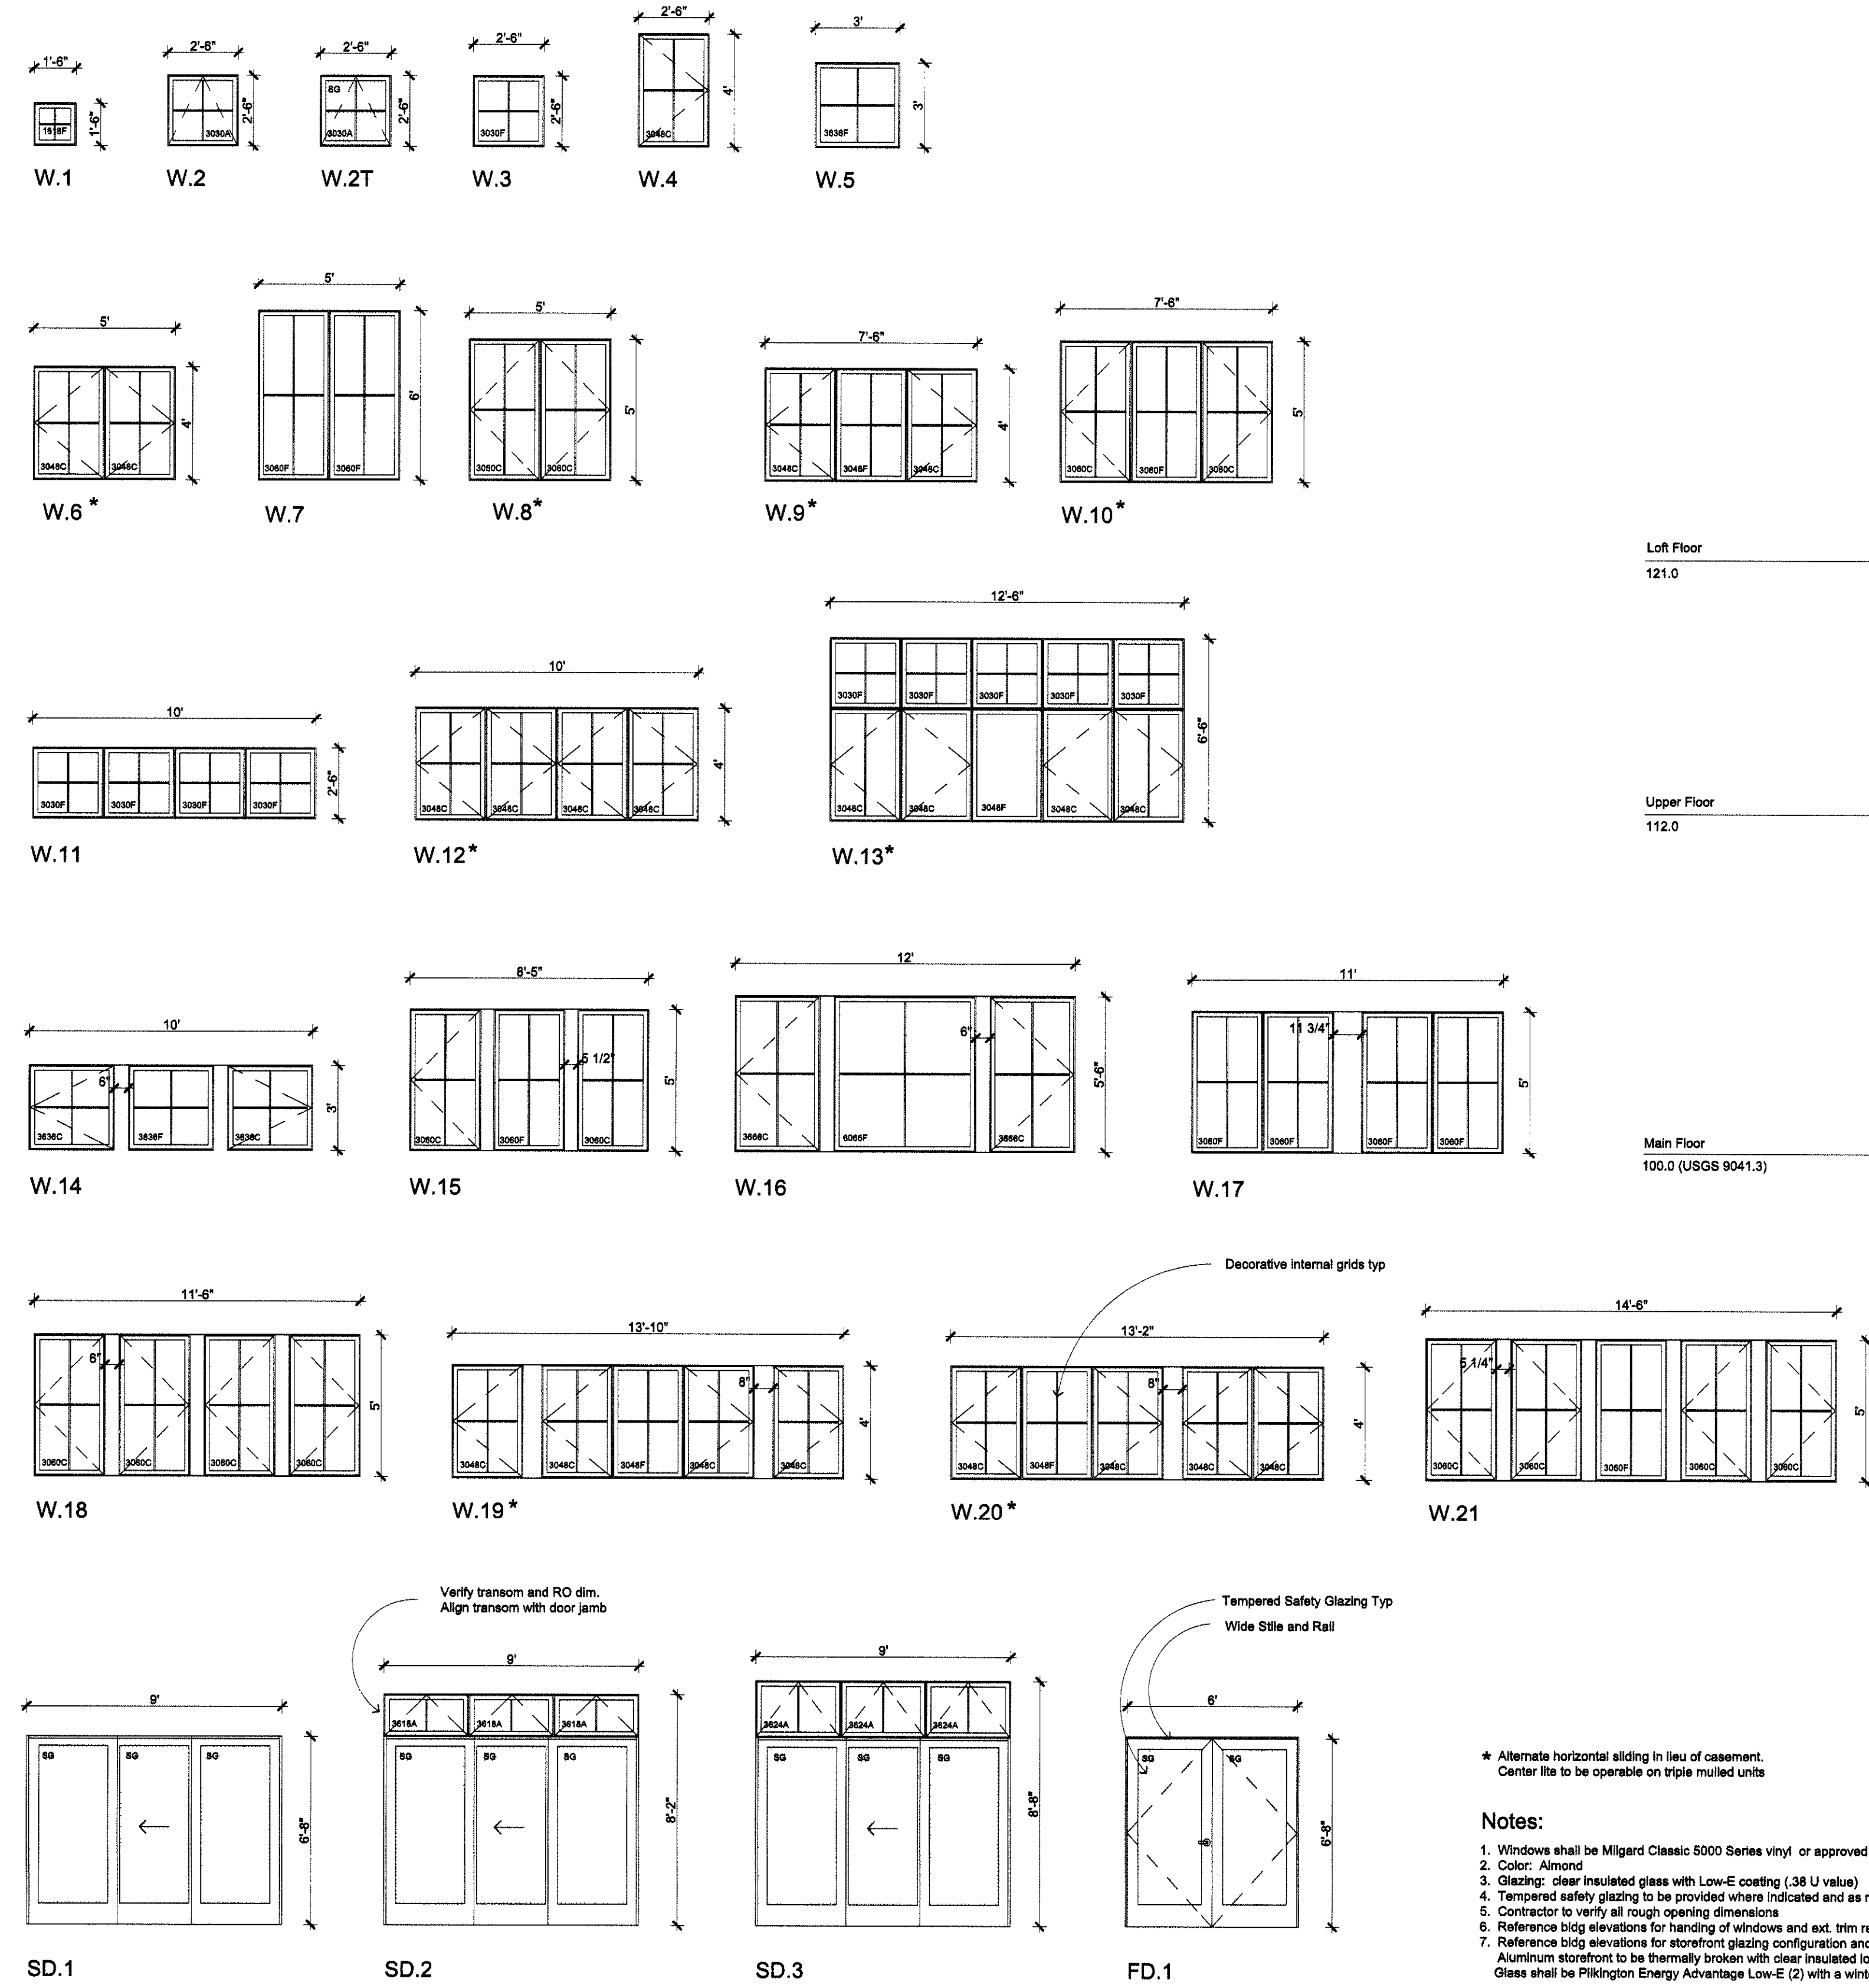 1'-6"
1818F
1'-6"
W.1
2'-6"
3030A
2'-6"
W.2
2'-6"
SG
3030A
2'-6"
W.2T
2'-6"
3030F
2'-6"
W.3
2'-6"
3048C
4'
W.4
3'
3636F
3'
W.5
5'
3048C 3048C
4'
W.6 *
5'
3060F 3060F
6'
W.7
5'
3060C 3060C
5'
W.8*
7'-6"
3048C 3048F 3048C
4'
W.9*
7'-6"
3060C 3060F 3060C
5'
W.10*
Loft Floor
121.0
10'
3030F 3030F 3030F 3030F
2'-6"
W.11
10'
3048C 3048C 3048C 3048C
4'
W.12*
12'-6"
3030F 3030F 3030F 3030F 3030F
3048C 3048C 3048F 3048C 3048C
6'-6"
W.13*
Upper Floor
112.0
10'
6"
3636C 3636F 3636C
3'
W.14
8'-5"
5 1/2"
3060C 3060F 3060C
5'
W.15
12'
6"
3666C 6066F 3666C
5'-6"
W.16
11'
11 3/4"
3060F 3060F 3060F 3060F
5'
W.17
Main Floor
100.0 (USGS 9041.3)
11'-6"
6"
3060C 3060C 3060C 3060C
5'
W.18
13'-10"
8"
3048C 3048C 3048F 3048C 3048C
4'
W.19*
Decorative internal grids typ
13'-2"
8"
3048C 3048F 3048C 3048C 3048C
4'
W.20*
14'-6"
5 1/4"
3060C 3060C 3060F 3060C 3060C
5'
W.21
9'
SG SG SG
6'-8"
SD.1
Verify transom and RO dim.
Align transom with door jamb
9'
3618A 3618A 3618A
SG SG SG
8'-2"
SD.2
9'
3624A 3624A 3624A
SG SG SG
8'-8"
SD.3
Tempered Safety Glazing Typ
Wide Stile and Rail
6'
SG SG
6'-8"
FD.1
* Alternate horizontal sliding in lieu of casement.
Center lite to be operable on triple mulled units
Notes:
1. Windows shall be Milgard Classic 5000 Series vinyl or approved
2. Color: Almond
3. Glazing: clear insulated glass with Low-E coating (.38 U value)
4. Tempered safety glazing to be provided where indicated and as
5. Contractor to verify all rough opening dimensions
6. Reference bldg elevations for handing of windows and ext. trim
7. Reference bldg elevations for storefront glazing configuration and
Aluminum storefront to be thermally broken with clear insulated
Glass shall be Pilkington Energy Advantage Low-E (2) with a